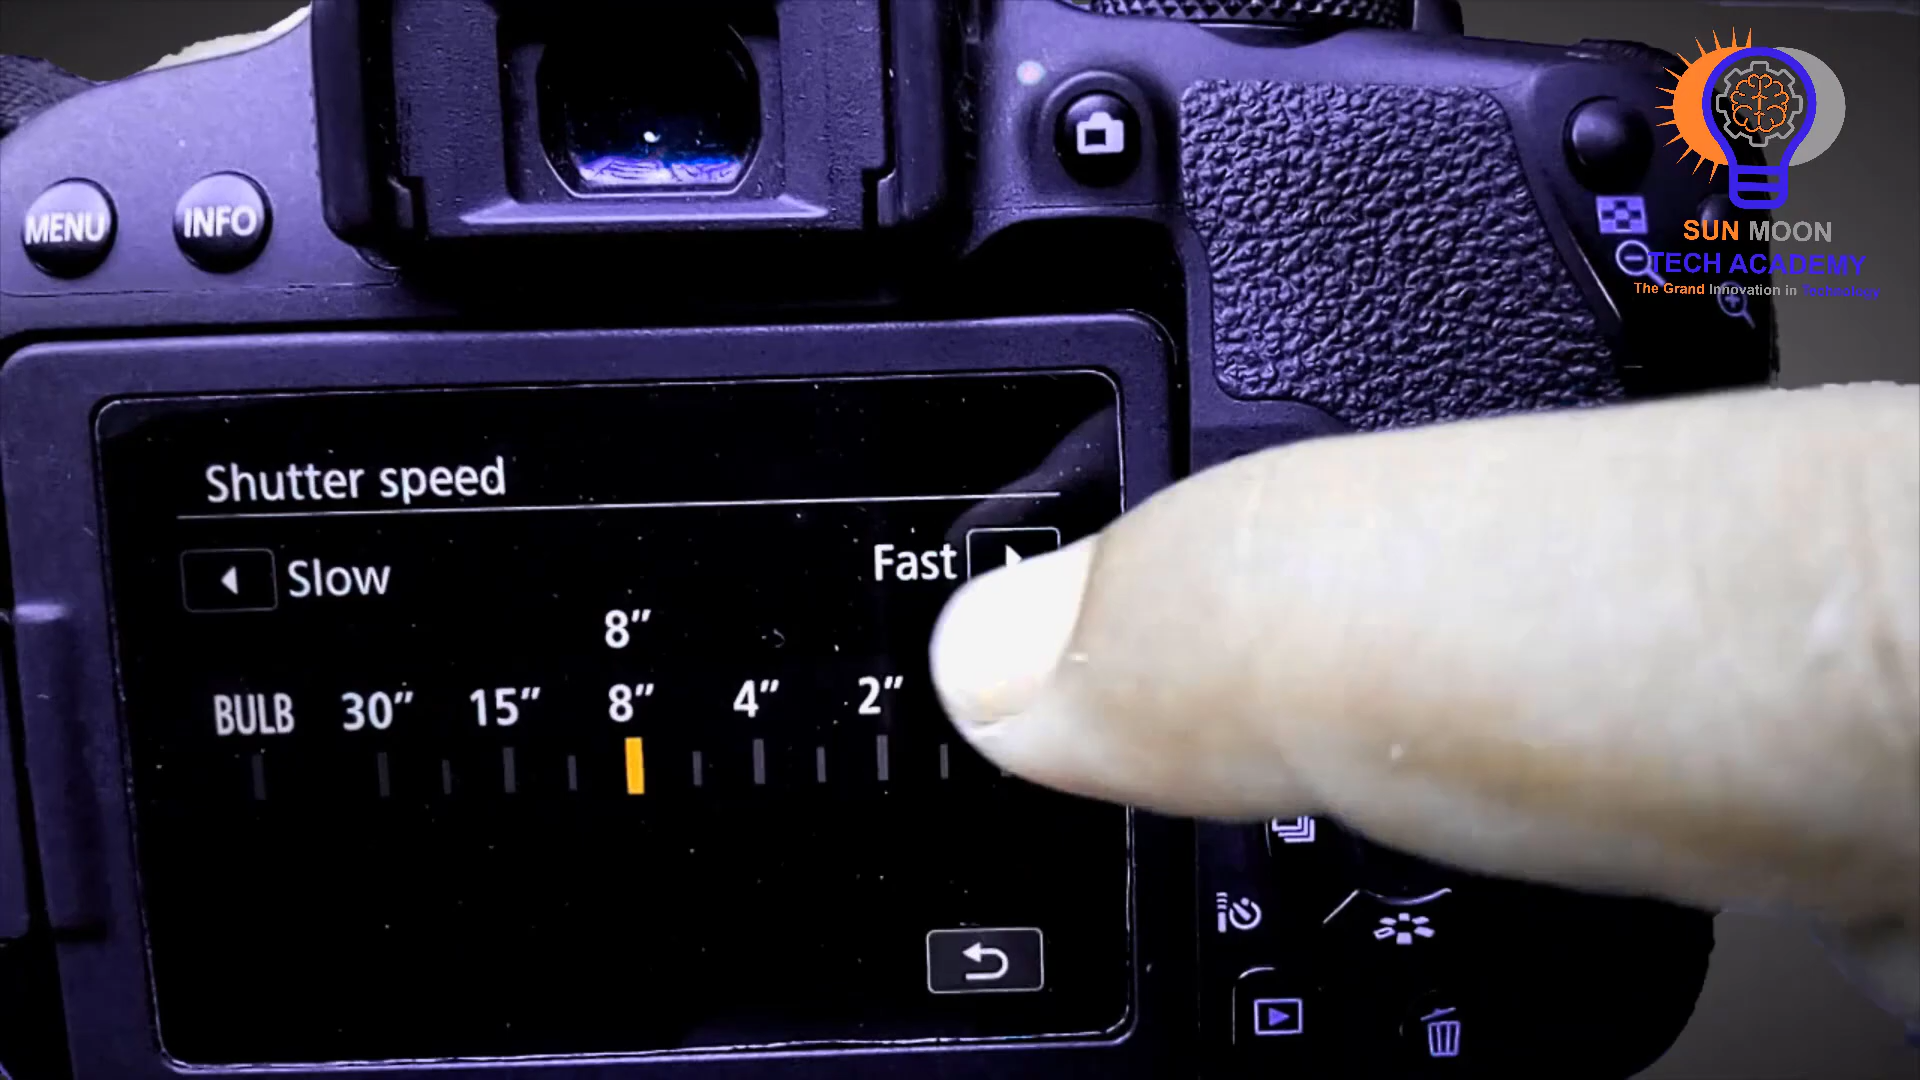 SUN MOON
TECH ACADEMY
The Grand Innovation in Technology
MENU
INFO
Shutter speed
Slow
Fast
8"
BULB 30" 15" 8" 4" 2"